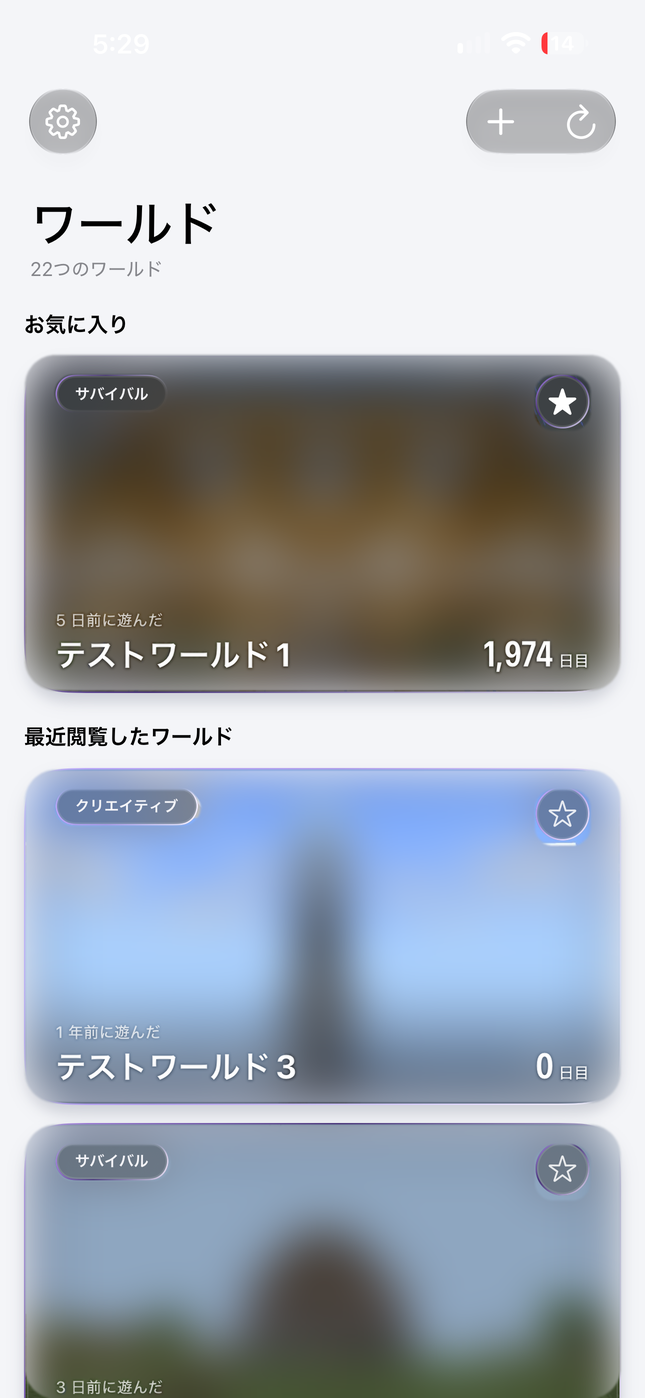 5:29
14
ワールド
22つのワールド
お気に入り
サバイバル
5 日前に遊んだ
テストワールド1
1,974 日目
最近閲覧したワールド
クリエイティブ
1 年前に遊んだ
テストワールド3
0 日目
サバイバル
3 日前に遊んだ